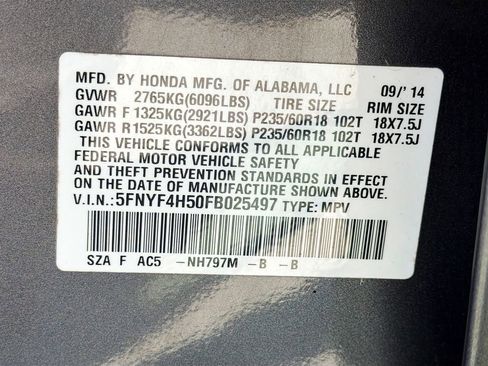 MFD. BY HONDA MFG. OF ALABAMA, LLC 09/' 14
GVWR 2765KG(6096LBS) TIRE SIZE RIM SIZE
GAWR F 1325KG(2921LBS) P235/60R18 102T 18X7.5J
GAWR R 1525KG(3362LBS) P235/60R18 102T 18X7.5J
THIS VEHICLE CONFORMS TO ALL APPLICABLE
FEDERAL MOTOR VEHICLE SAFETY
AND THEFT PREVENTION STANDARDS IN EFFECT
ON THE DATE OF MANUFACTURE SHOWN ABOVE.
V.I.N.: 5FNYF4H50FB025497 TYPE: MPV
SZA F AC5 -NH797M -B -B